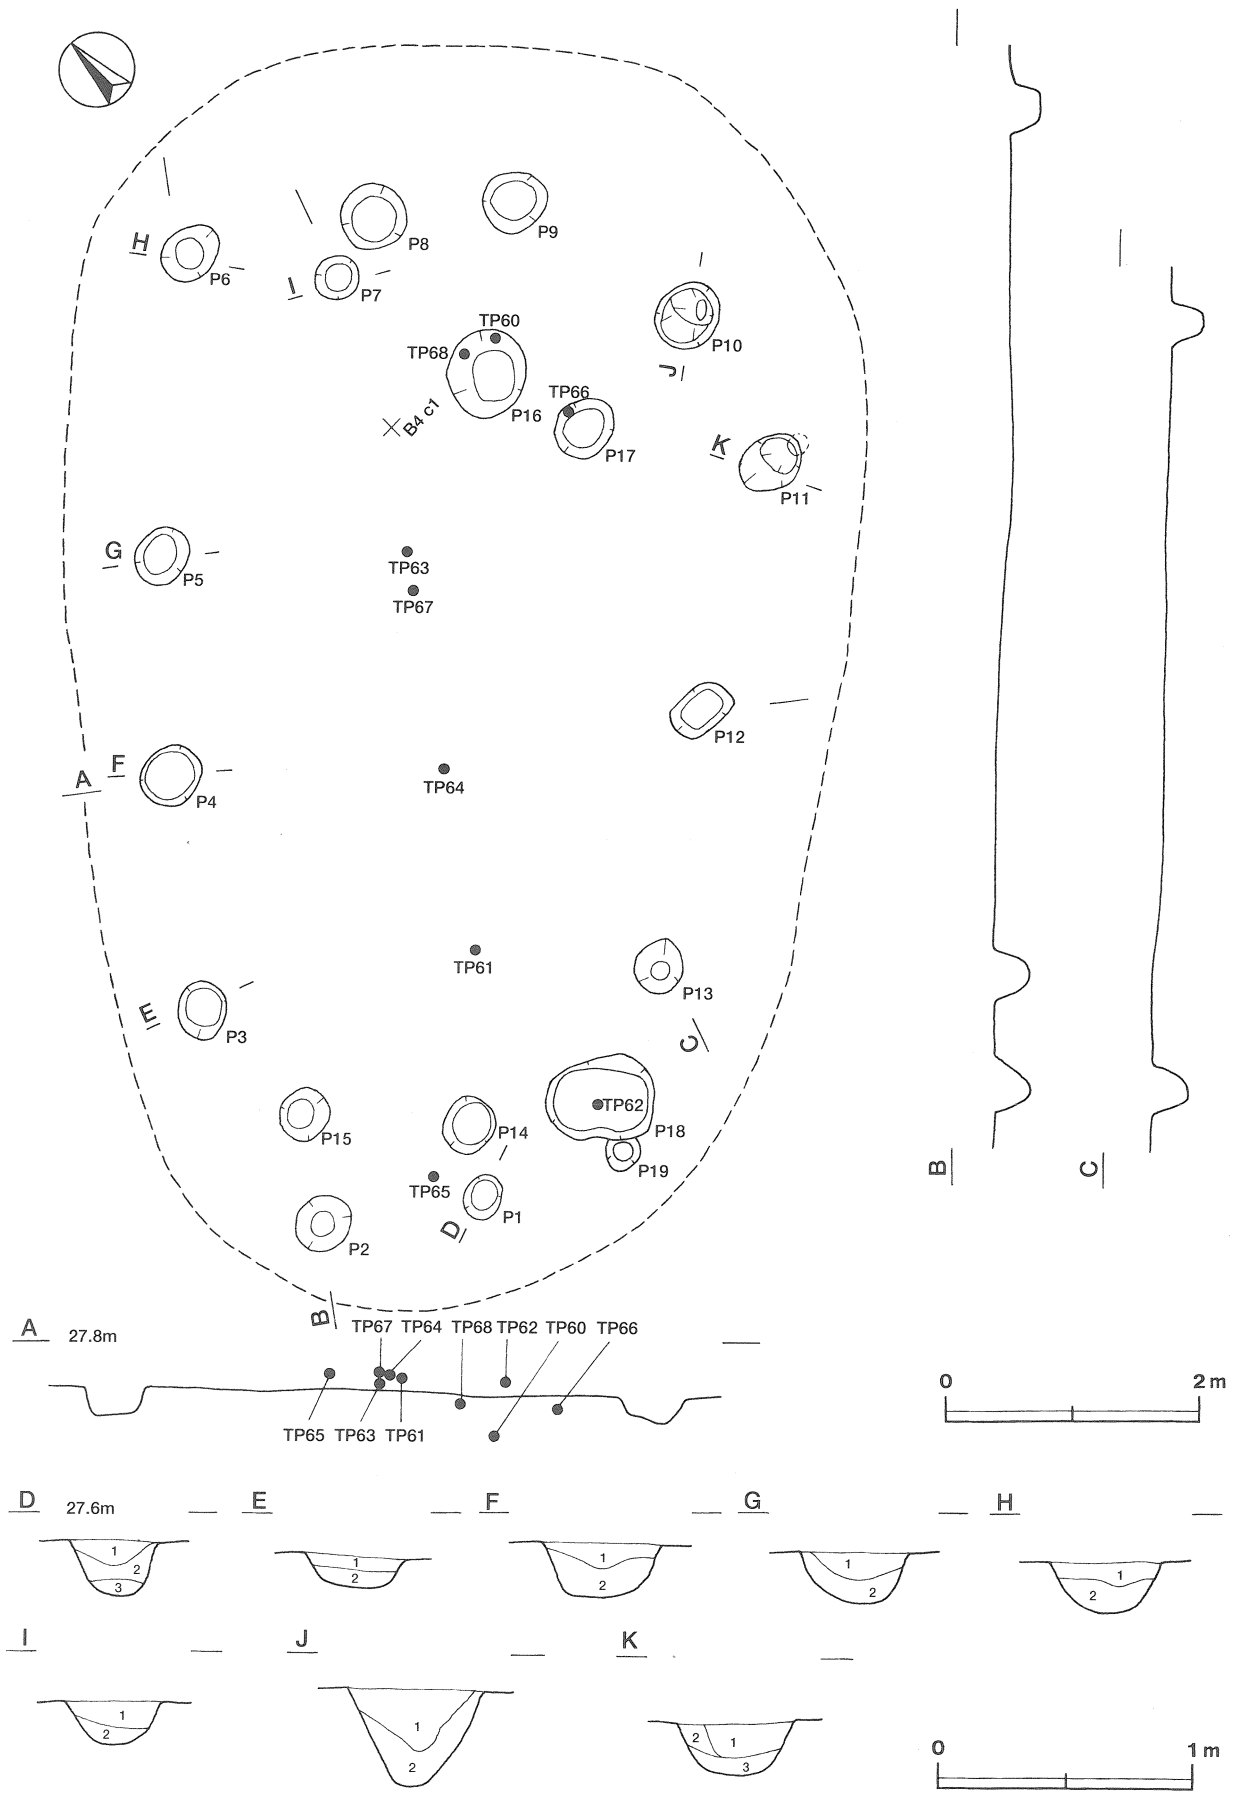 P9
P8
H
P6
I
P7
P10
J
TP60
TP68
P16
B4 c1
TP66
P17
K
P11
G
P5
TP63
TP67
P12
F
A
P4
TP64
TP61
P13
E
P3
C
TP62
P18
P15
P14
P19
TP65
P1
D
P2
B
B
C
A 27.8m
TP67 TP64 TP68 TP62 TP60 TP66
TP65 TP63 TP61
0 2m
D 27.6m E F G H
1 2 3
1 2
1 2
1 2
1 2
I J K
1 2
1 2
2 1 3
0 1m